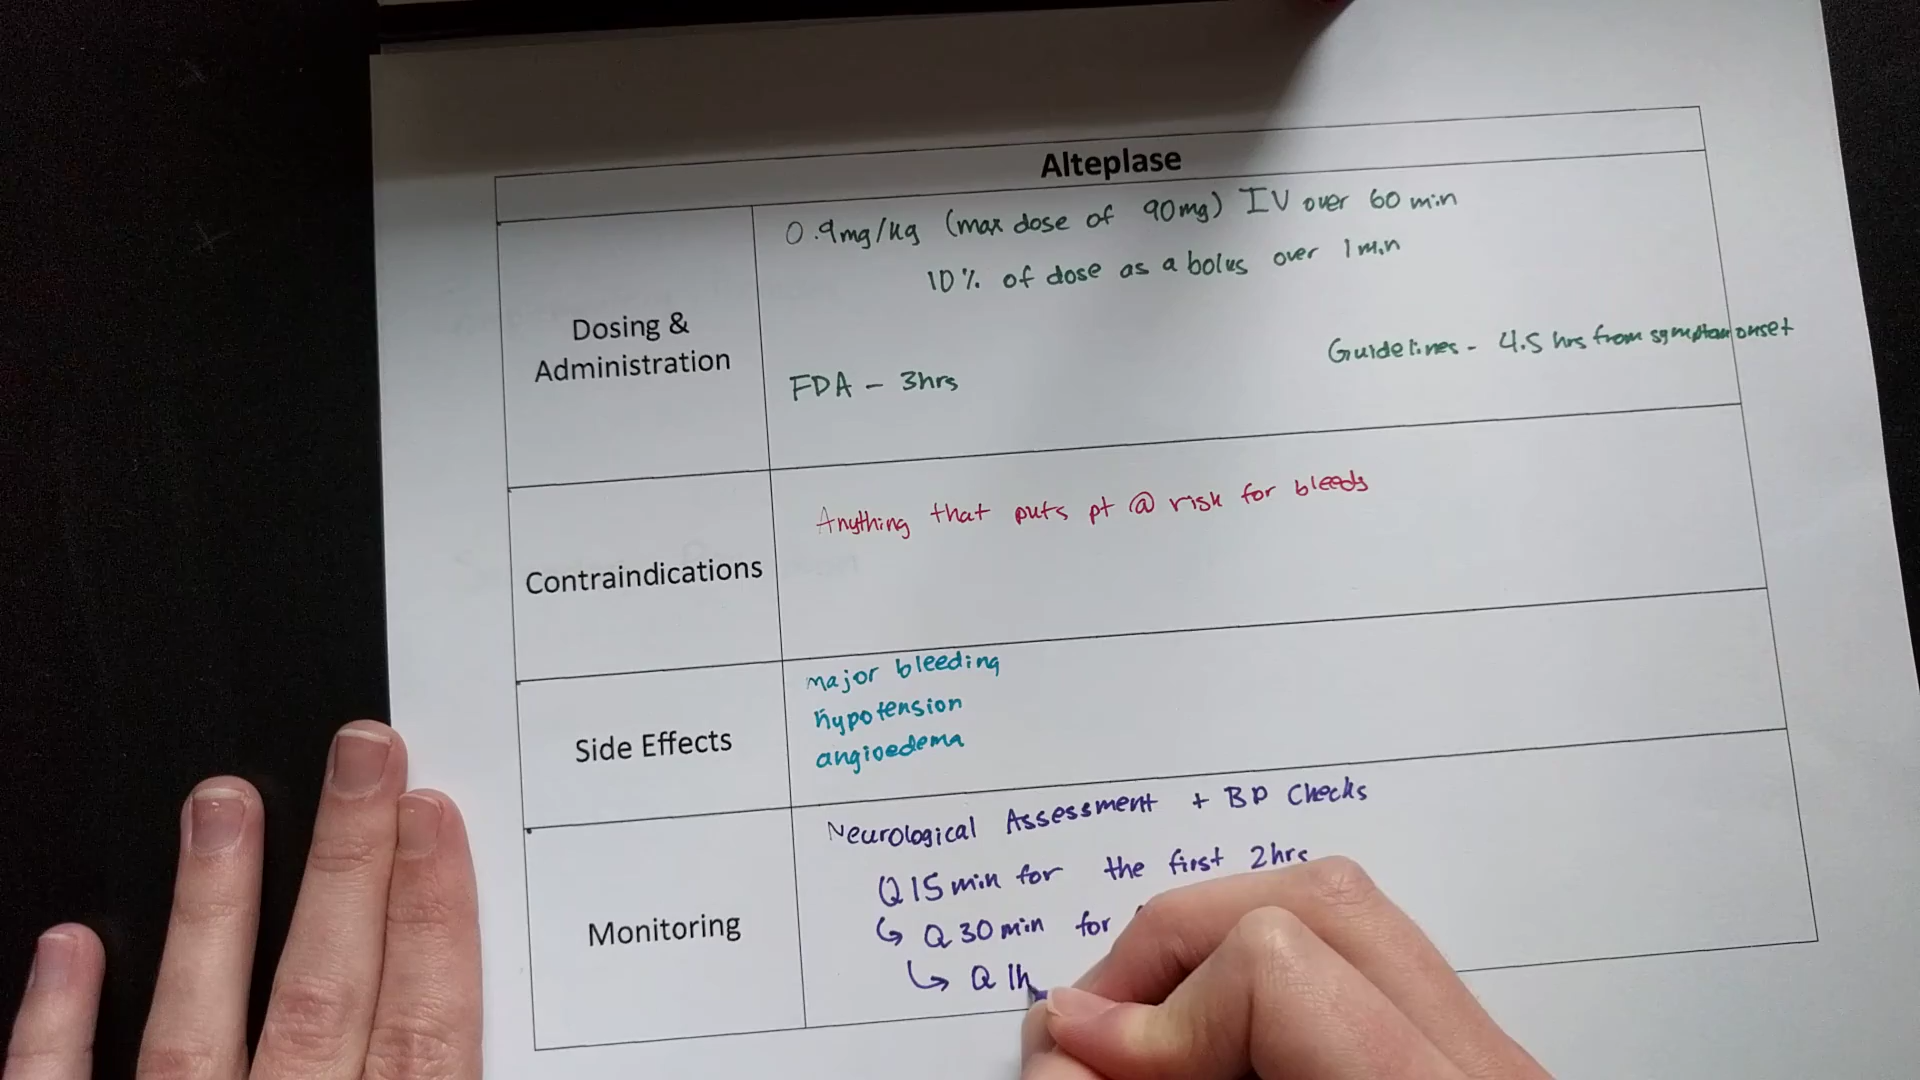 Alteplase
Dosing &
Administration
0.9mg/kg (max dose of 90mg) IV over 60 min
10% of dose as a bolus over 1min
Guidelines - 4.5 hrs from symptom onset
FDA - 3hrs
Contraindications
Anything that puts pt @ risk for bleeds
Side Effects
major bleeding
hypotension
angioedema
Monitoring
Neurological Assessment + BP Checks
Q 15 min for the first 2hrs
↳ Q 30 min for
↳ Q 1h